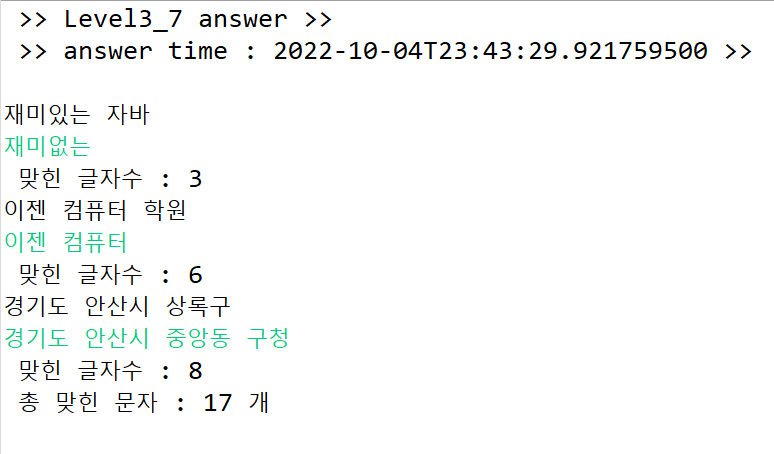 >> Level3_7 answer >>
>> answer time : 2022-10-04T23:43:29.921759500 >>
재미있는 자바
재미없는
맞힌 글자수 : 3
이젠 컴퓨터 학원
이젠 컴퓨터
맞힌 글자수 : 6
경기도 안산시 상록구
경기도 안산시 중앙동 구청
맞힌 글자수 : 8
총 맞힌 문자 : 17 개